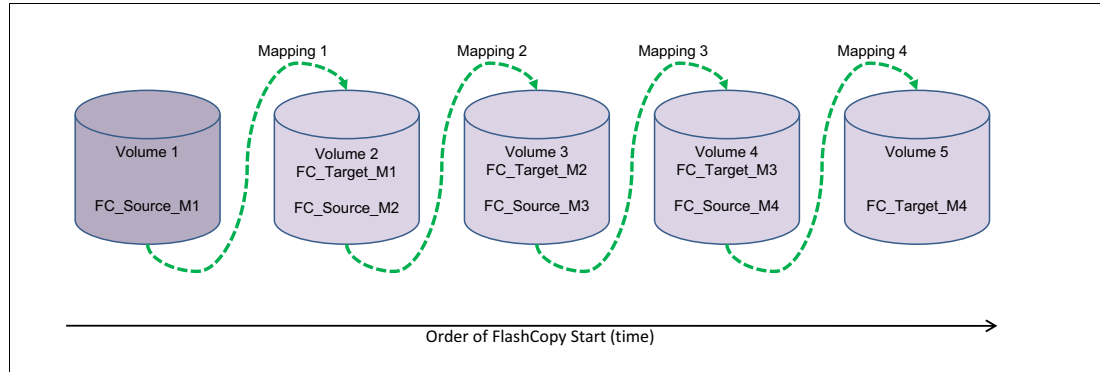 Mapping 1
Mapping 2
Mapping 3
Mapping 4
Volume 1
FC_Source_M1
Volume 2
FC_Target_M1
FC_Source_M2
Volume 3
FC_Target_M2
FC_Source_M3
Volume 4
FC_Target_M3
FC_Source_M4
Volume 5
FC_Target_M4
Order of FlashCopy Start (time)